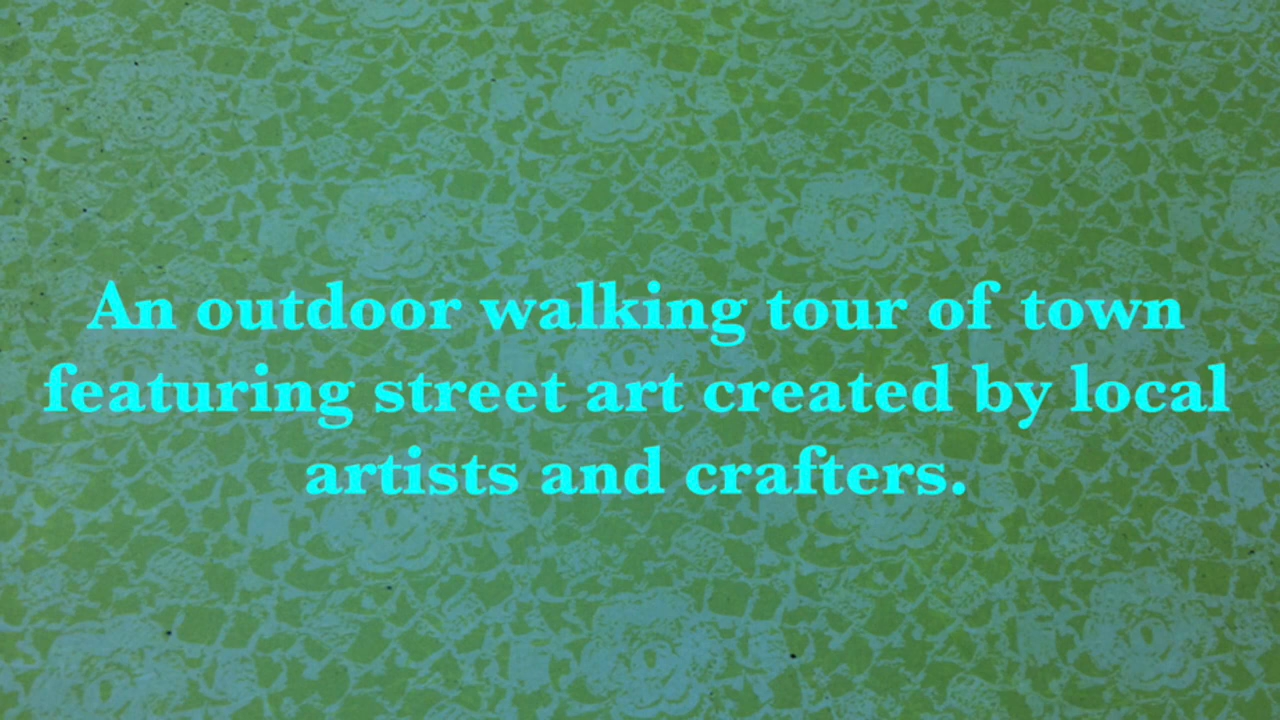 An outdoor walking tour of town
featuring street art created by local
artists and crafters.